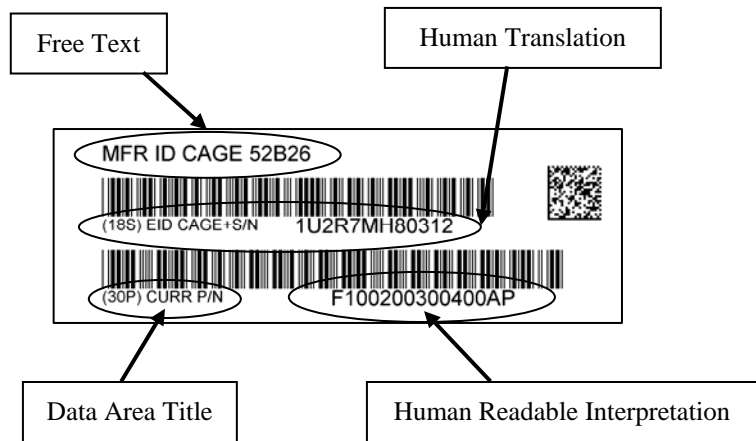 Free Text
Human Translation
MFR ID CAGE 52B26
(18S) EID CAGE+S/N 1U2R7MH80312
(30P) CURR P/N F100200300400AP
Data Area Title
Human Readable Interpretation